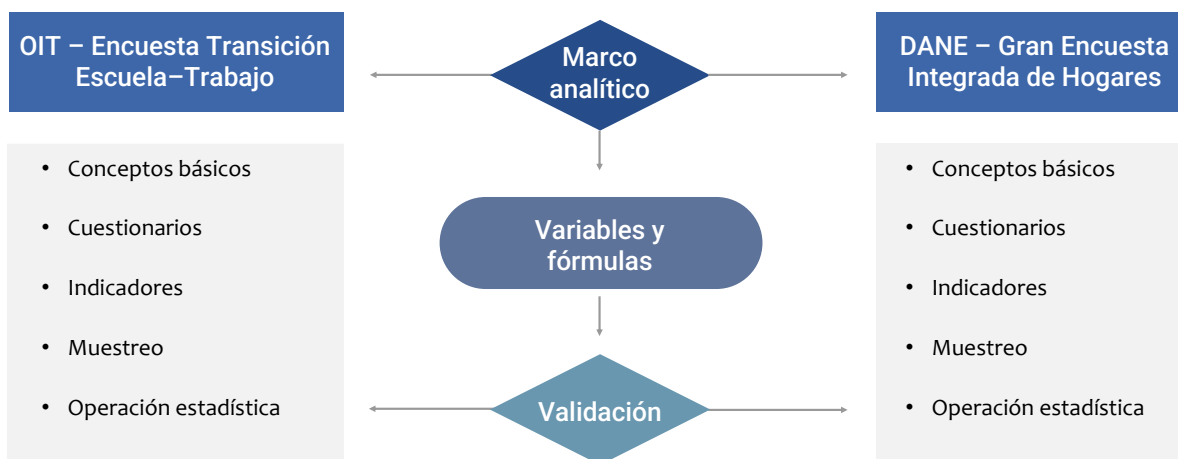 OIT – Encuesta Transición
Escuela–Trabajo
• Conceptos básicos
• Cuestionarios
• Indicadores
• Muestreo
• Operación estadística
Marco
analítico
Variables y
fórmulas
Validación
DANE – Gran Encuesta
Integrada de Hogares
• Conceptos básicos
• Cuestionarios
• Indicadores
• Muestreo
• Operación estadística